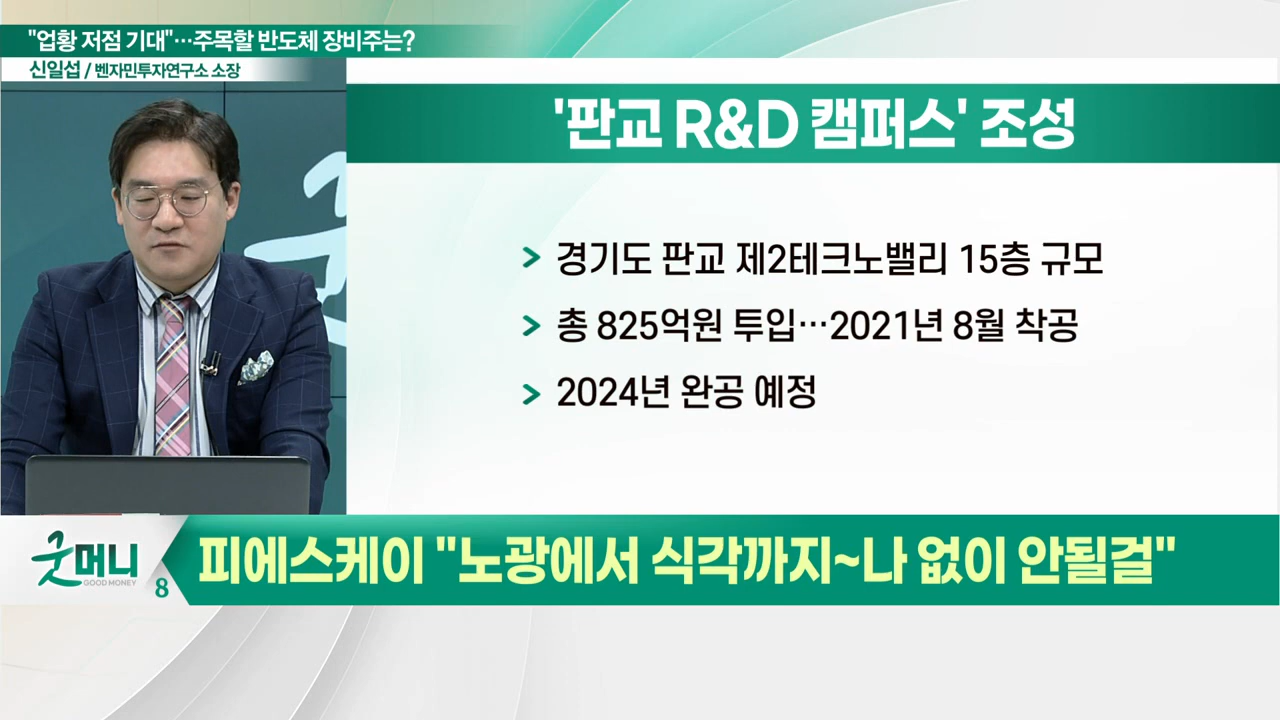 "업황 저점 기대"…주목할 반도체 장비주는?
신일섭 / 벤자민투자연구소 소장
'판교 R&D 캠퍼스' 조성
> 경기도 판교 제2테크노밸리 15층 규모
> 총 825억원 투입…2021년 8월 착공
> 2024년 완공 예정
굿머니
GOOD MONEY
8
피에스케이 "노광에서 식각까지~나 없이 안될걸"